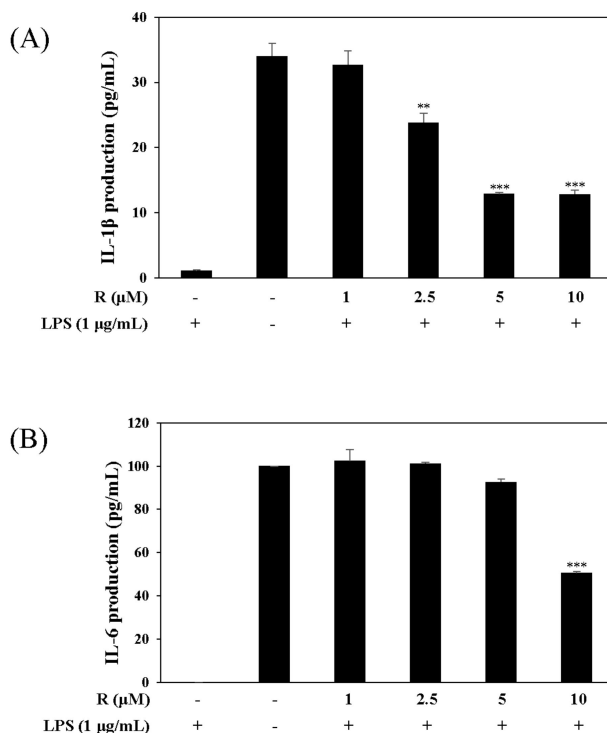 (A)
IL-1β production (pg/mL)
40
30
20
10
0
**
***
***
R (μM) - - 1 2.5 5 10
LPS (1 μg/mL) + - + + + +
(B)
IL-6 production (pg/mL)
120
100
80
60
40
20
0
***
R (μM) - - 1 2.5 5 10
LPS (1 μg/mL) + - + + + +